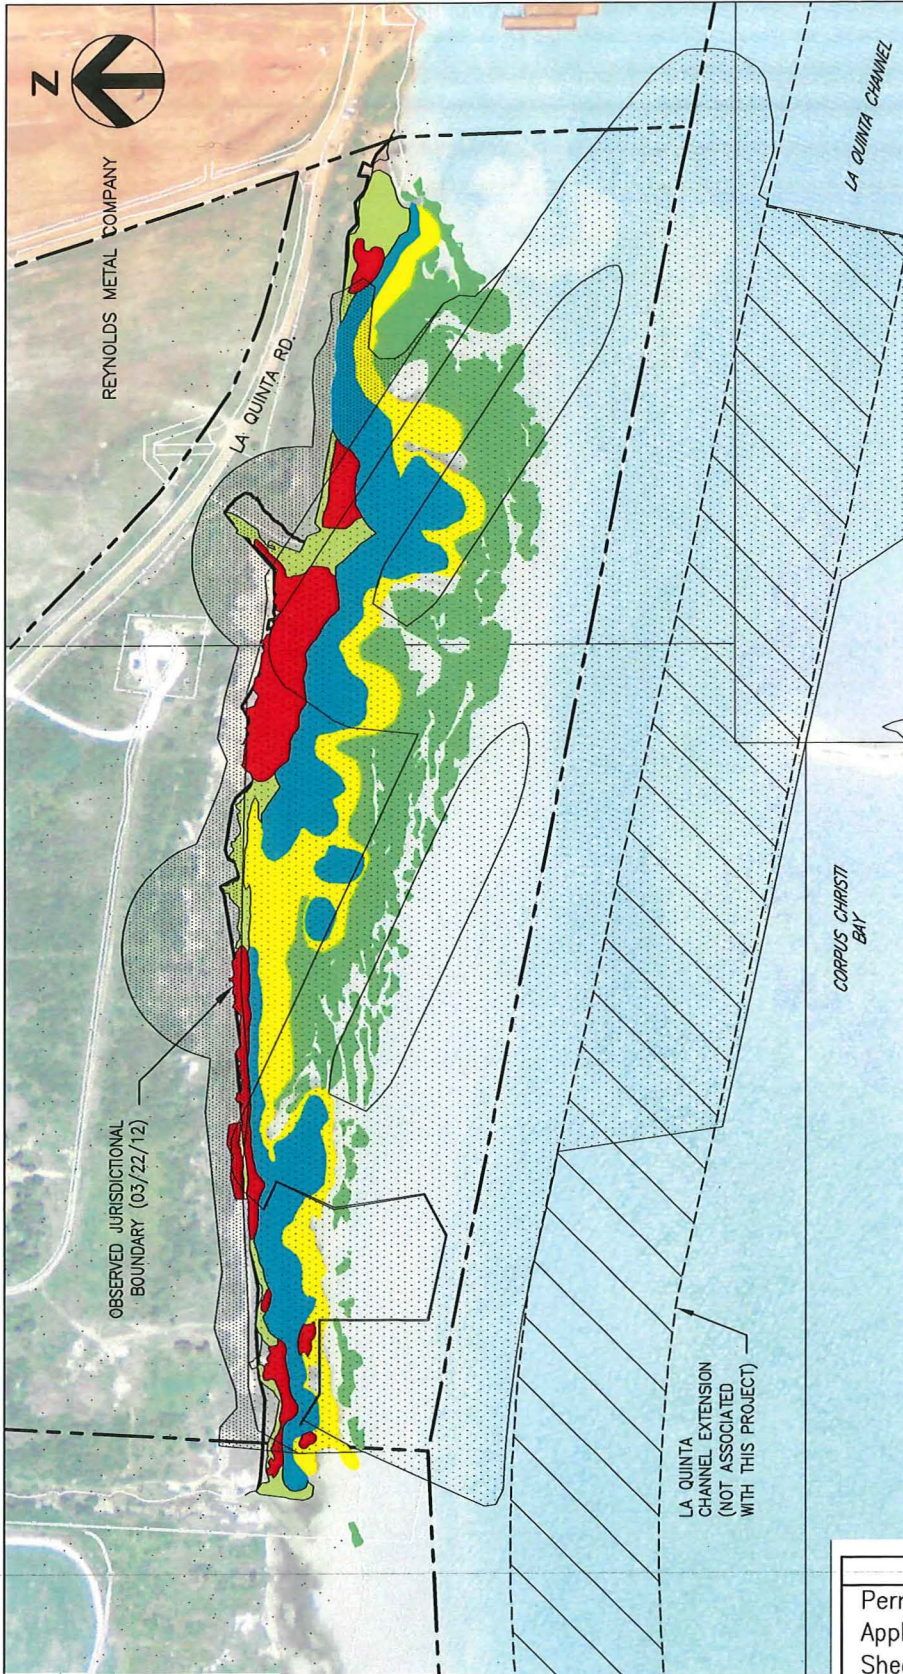 N
REYNOLDS METAL COMPANY
LA QUINTA RD.
LA QUINTA CHANNEL
OBSERVED JURISDICTIONAL
BOUNDARY (03/22/12)
CORPUS CHRISTI
BAY
LA QUINTA
CHANNEL EXTENSION
(NOT ASSOCIATED
WITH THIS PROJECT)